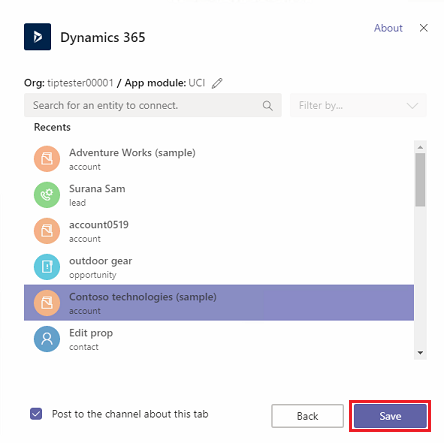 Dynamics 365
About
Org: tiptester00001 / App module: UCI
Search for an entity to connect.
Filter by...
Recents
Adventure Works (sample)
account
Surana Sam
lead
account0519
account
outdoor gear
opportunity
Contoso technologies (sample)
account
Edit prop
contact
Post to the channel about this tab
Back
Save